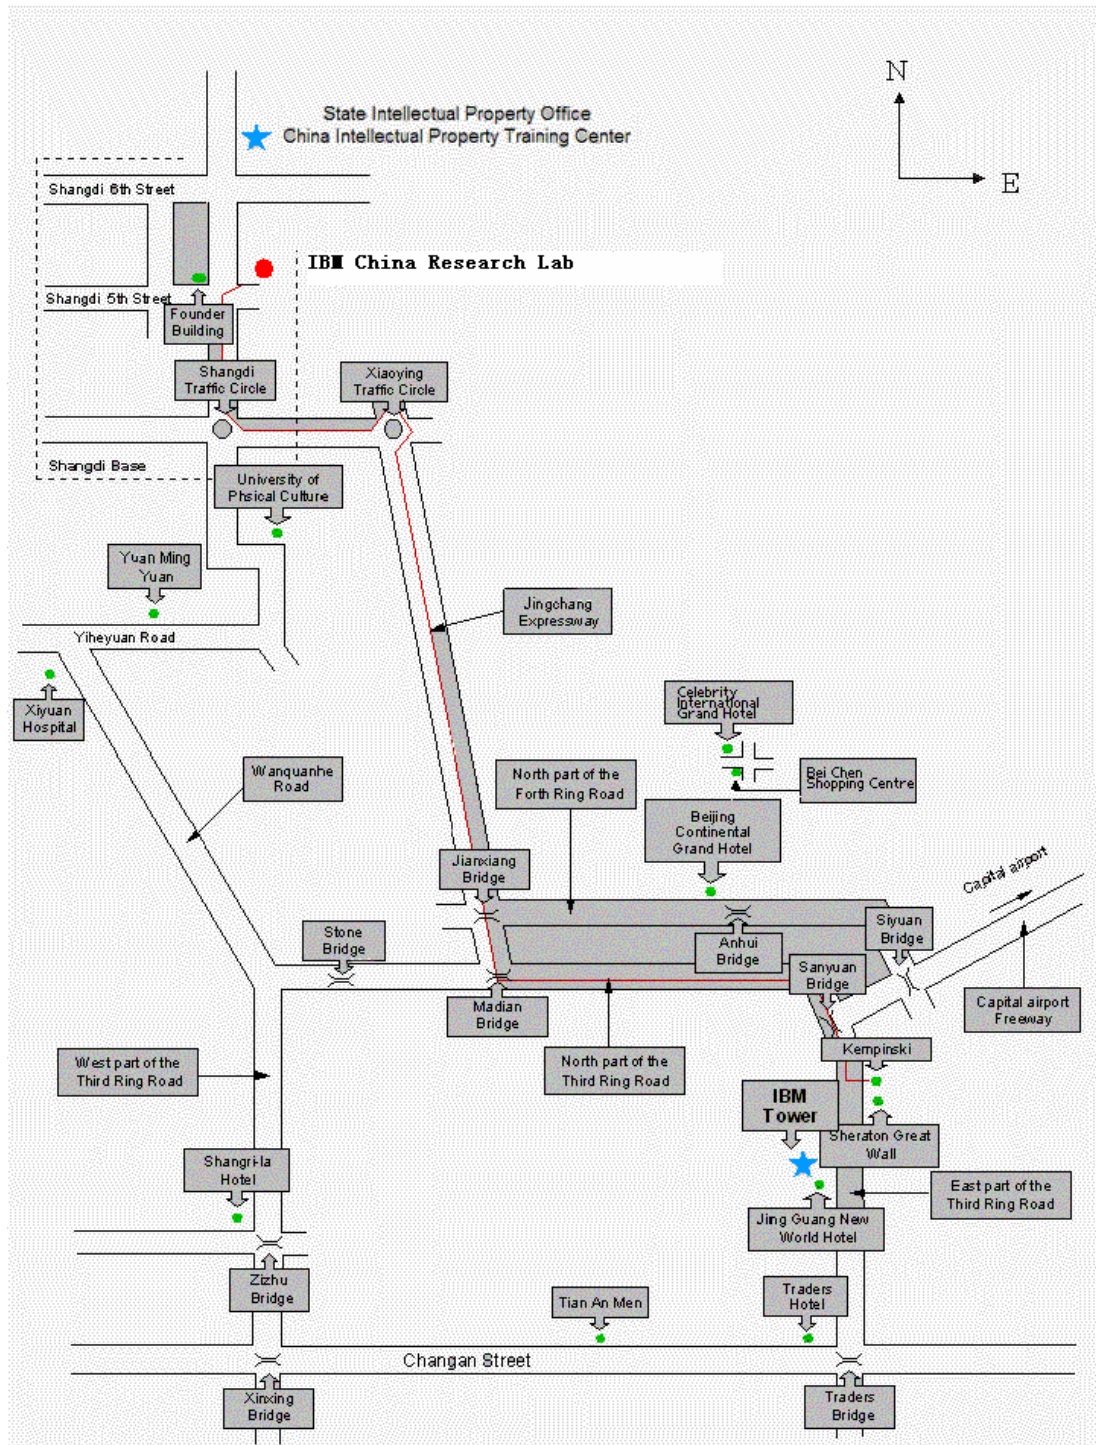 N
State Intellectual Property Office
China Intellectual Property Training Center
E
Shangdi 6th Street
IBM China Research Lab
Shangdi 5th Street
Founder
Building
Shangdi
Traffic Circle
Xiaoying
Traffic Circle
Shangdi Base
University of
Phsical Culture
Yuan Ming
Yuan
Jingchang
Expressway
Yiheyuan Road
Xiyuan
Hospital
Celebrity
International
Grand Hotel
Wanquanhe
Road
North part of the
Forth Ring Road
Bei Chen
Shopping Centre
Beijing
Continental
Grand Hotel
Jianxiang
Bridge
Capital airport
Stone
Bridge
Anhui
Bridge
Siyuan
Bridge
Sanyuan
Bridge
Madian
Bridge
Capital airport
Freeway
West part of the
Third Ring Road
North part of the
Third Ring Road
Kempinski
IBM
Tower
Sheraton Great
Wall
Shangri-la
Hotel
East part of the
Third Ring Road
Jing Guang New
World Hotel
Zizhu
Bridge
Tian An Men
Traders
Hotel
Changan Street
Xinxing
Bridge
Traders
Bridge